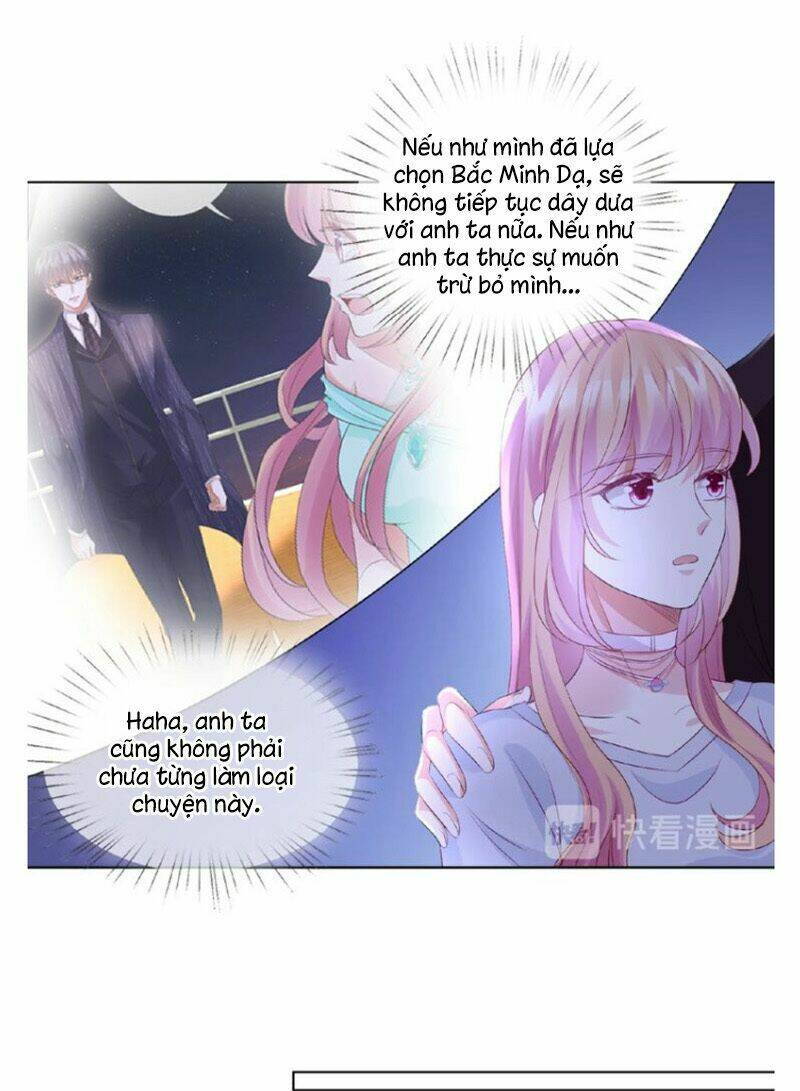 Nếu như mình đã lựa
chọn Bắc Minh Dạ, sẽ
không tiếp tục dây dưa
với anh ta nữa. Nếu như
anh ta thực sự muốn
trừ bỏ mình...
Haha, anh ta
cũng không phải
chưa từng làm loại
chuyện này.
快看! 快看漫画